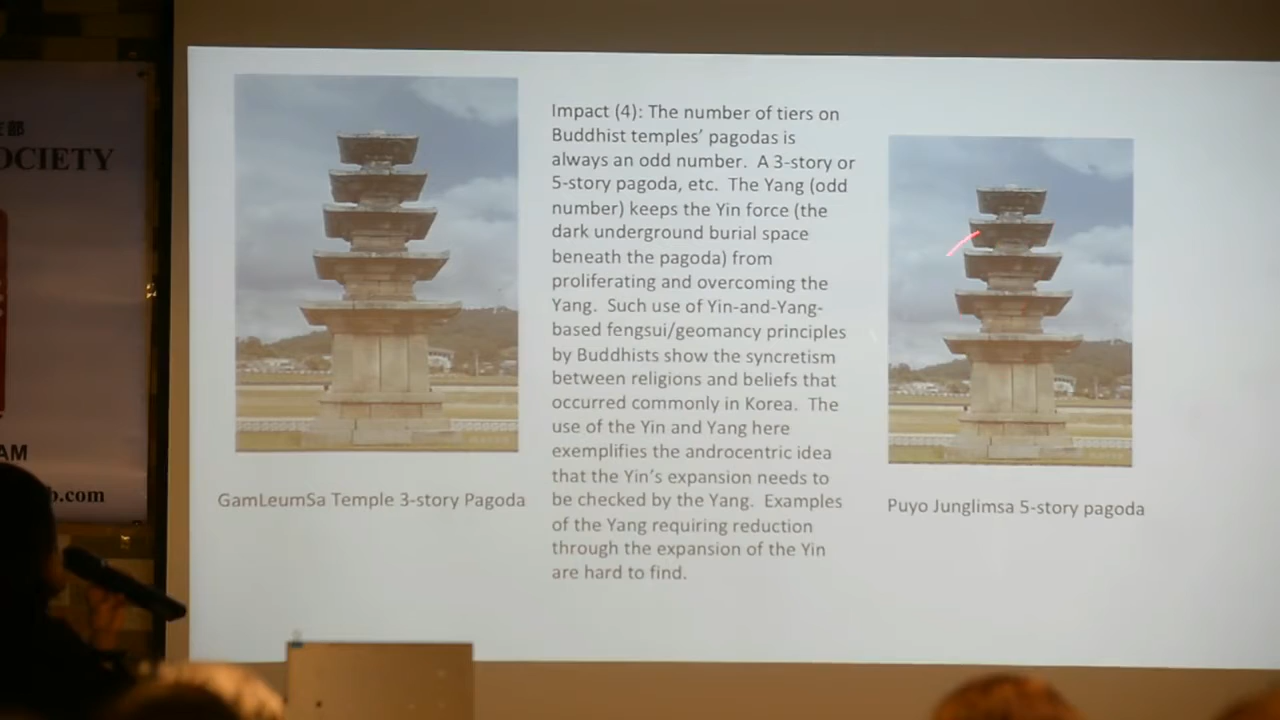 OCIETY
AM
b.com
Impact (4): The number of tiers on
Buddhist temples' pagodas is
always an odd number. A 3-story or
5-story pagoda, etc. The Yang (odd
number) keeps the Yin force (the
dark underground burial space
beneath the pagoda) from
proliferating and overcoming the
Yang. Such use of Yin-and-Yang-
based fengsui/geomancy principles
by Buddhists show the syncretism
between religions and beliefs that
occurred commonly in Korea. The
use of the Yin and Yang here
exemplifies the androcentric idea
that the Yin's expansion needs to
be checked by the Yang. Examples
of the Yang requiring reduction
through the expansion of the Yin
are hard to find.
GamLeumSa Temple 3-story Pagoda
Puyo Junglimsa 5-story pagoda